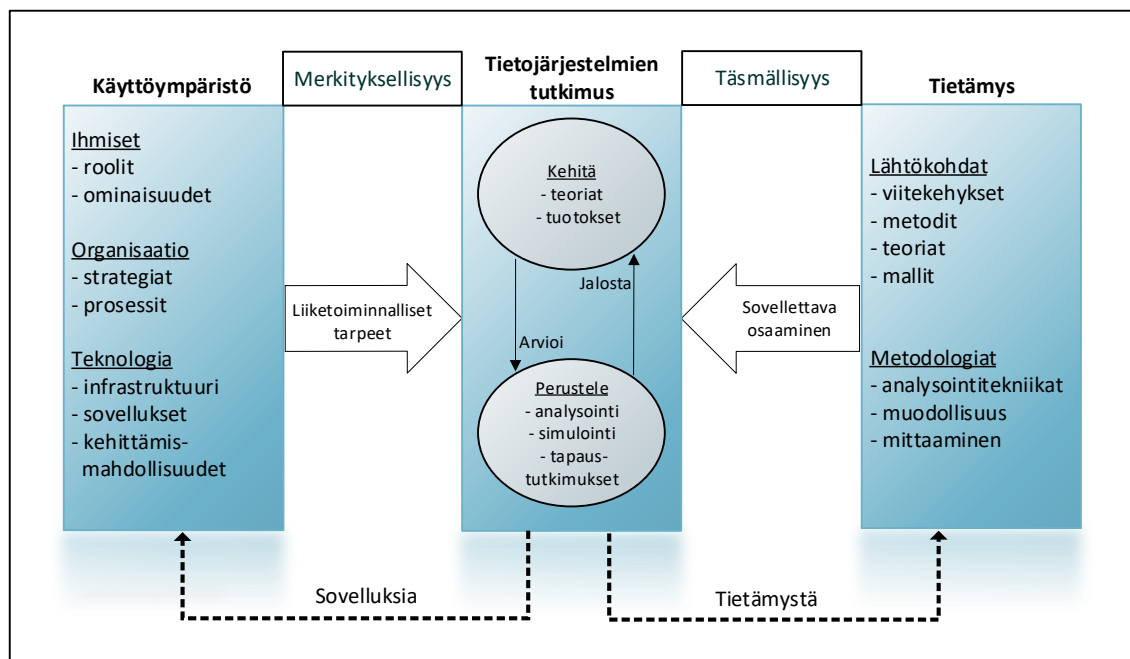 Käyttöympäristö
Merkityksellisyys
Tietojärjestelmien
tutkimus
Täsmällisyys
Tietämys
Ihmiset
- roolit
- ominaisuudet
Organisaatio
- strategiat
- prosessit
Teknologia
- infrastruktuuri
- sovellukset
- kehittämis-
mahdollisuudet
Liiketoiminnalliset
tarpeet
Kehitä
- teoriat
- tuotokset
Jalosta
Arvioi
Perustele
- analysointi
- simulointi
- tapaus-
tutkimukset
Sovellettava
osaaminen
Lähtökohdat
- viitekehykset
- metodit
- teoriat
- mallit
Metodologiat
- analysointitekniikat
- muodollisuus
- mittaaminen
Sovelluksia
Tietämystä